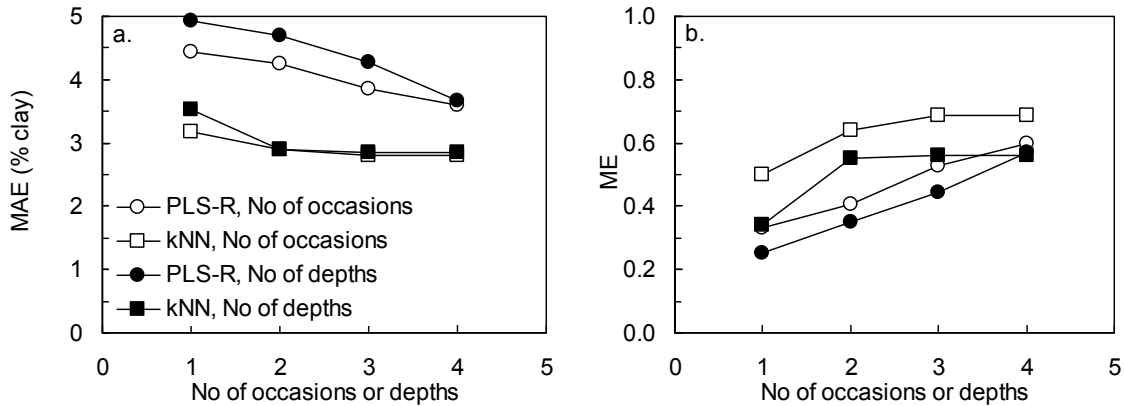 a.
MAE (% clay)
5
4
3
2
1
0
PLS-R, No of occasions
kNN, No of occasions
PLS-R, No of depths
kNN, No of depths
0 1 2 3 4 5
No of occasions or depths
b.
ME
1.0
0.8
0.6
0.4
0.2
0.0
0 1 2 3 4 5
No of occasions or depths